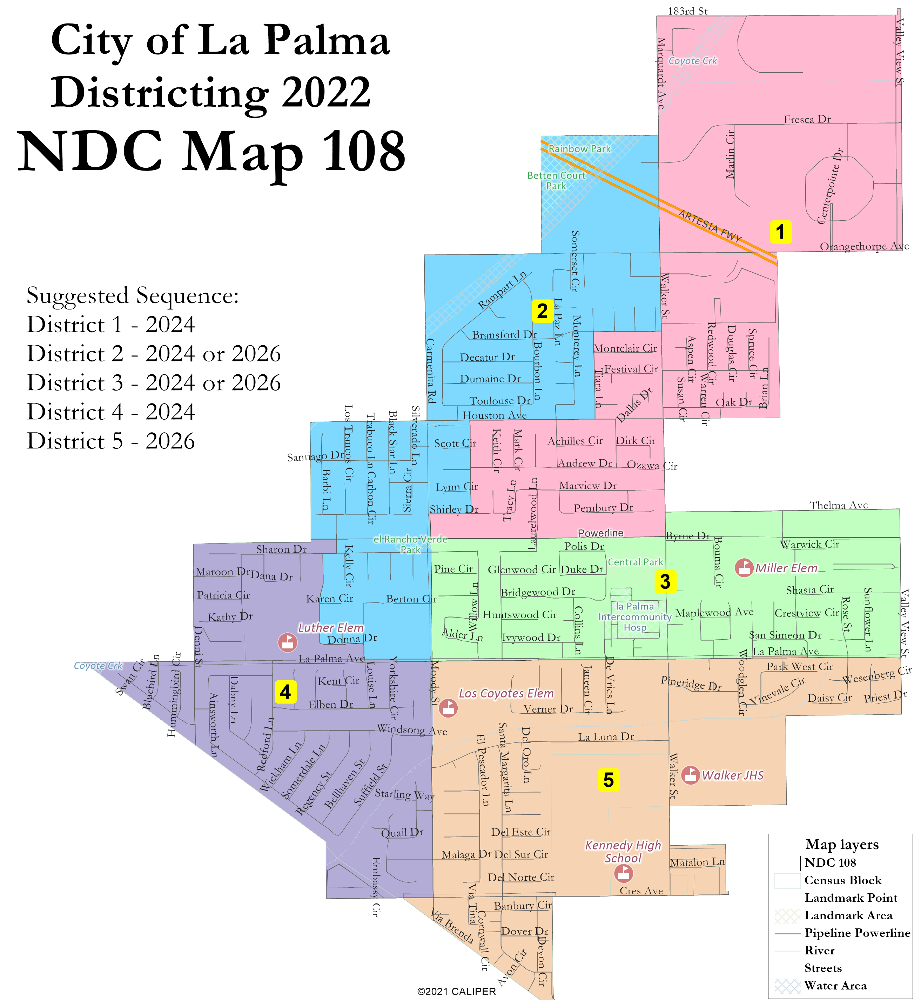 City of La Palma
Districting 2022
NDC Map 108
Suggested Sequence:
District 1 - 2024
District 2 - 2024 or 2026
District 3 - 2024 or 2026
District 4 - 2024
District 5 - 2026
183rd St
Marquardt Ave
Coyote Crk
Valley View St
Fresca Dr
Marlin Cir
Centerpointe Dr
Rainbow Park
Betten Court
Park
ARTESIA FWY
1
Orangethorpe Ave
Somerset Cir
Rampart Ln
Walker St
2
La Paz Ln
Monterey Ln
Bransford Dr
Carmenita Rd
Bourbon Ln
Decatur Dr
Dumaine Dr
Toulouse Dr
Houston Ave
Montclair Cir
Festival Cir
Tiara Ln
Dallas Dr
Aspen Cir
Redwood Cir
Douglas Cir
Spruce Cir
Brian Ln
Susan Cir
Warren Cir
Oak Dr
Los Trancos Cir
Trabuco Ln
Black Star Ln
Silverado Ln
Santiago Dr
Barbi Ln
Carbon Cir
Sierra Cir
Scott Cir
Lynn Cir
Shirley Dr
Keith Cir
Mark Cir
Achilles Cir
Dirk Cir
Andrew Dr
Ozawa Cir
Tracy Ln
Laurelwood Ln
Marview Dr
Pembury Dr
Powerline
Thelma Ave
el Rancho Verde
Park
Byrne Dr
Bouma Cir
Warwick Cir
Sharon Dr
Kelly Cir
Polis Dr
Central Park
Miller Elem
Maroon Dr
Dana Dr
Pine Cir
Glenwood Cir
Duke Dr
3
Patricia Cir
Karen Cir
Berton Cir
Willow Ln
Bridgewood Dr
Shasta Cir
Rose St
Sunflower Ln
Valley View St
Kathy Dr
Huntswood Cir
Collins Ln
la Palma
Intercommunity
Hosp
Maplewood Ave
Crestview Cir
Luther Elem
Donna Dr
Alder Ln
Ivywood Dr
San Simeon Dr
Denni St
La Palma Ave
La Palma Ave
Coyote Crk
Swan Cir
Bluebird Ln
Hummingbird Cir
Ainsworth Ln
Dabny Ln
Redford Ln
4
Kent Cir
Elben Dr
Louise Ln
Yorkshire Cir
Moody St
Windsong Ave
Los Coyotes Elem
Verner Dr
Janeen Cir
De Vries Ln
Pineridge Dr
Woodglen Cir
Park West Cir
Vinevale Cir
Wesenberg Cir
Daisy Cir
Priest Dr
Wickham Ln
Somerdale Ln
Regency St
Bellhaven St
Suffield St
Starling Way
El Pescador Ln
Santa Margarita Ln
Del Oro Ln
La Luna Dr
5
Walker St
Walker JHS
Quail Dr
Embassy Cir
Del Este Cir
Malaga Dr
Del Sur Cir
Del Norte Cir
Kennedy High
School
Cres Ave
Matalon Ln
Via Tina
Via Brenda
Cornwall Cir
Banbury Cir
Dover Dr
Devon Cir
Avon Cir
Map layers
NDC 108
Census Block
Landmark Point
Landmark Area
Pipeline Powerline
River
Streets
Water Area
©2021 CALIPER